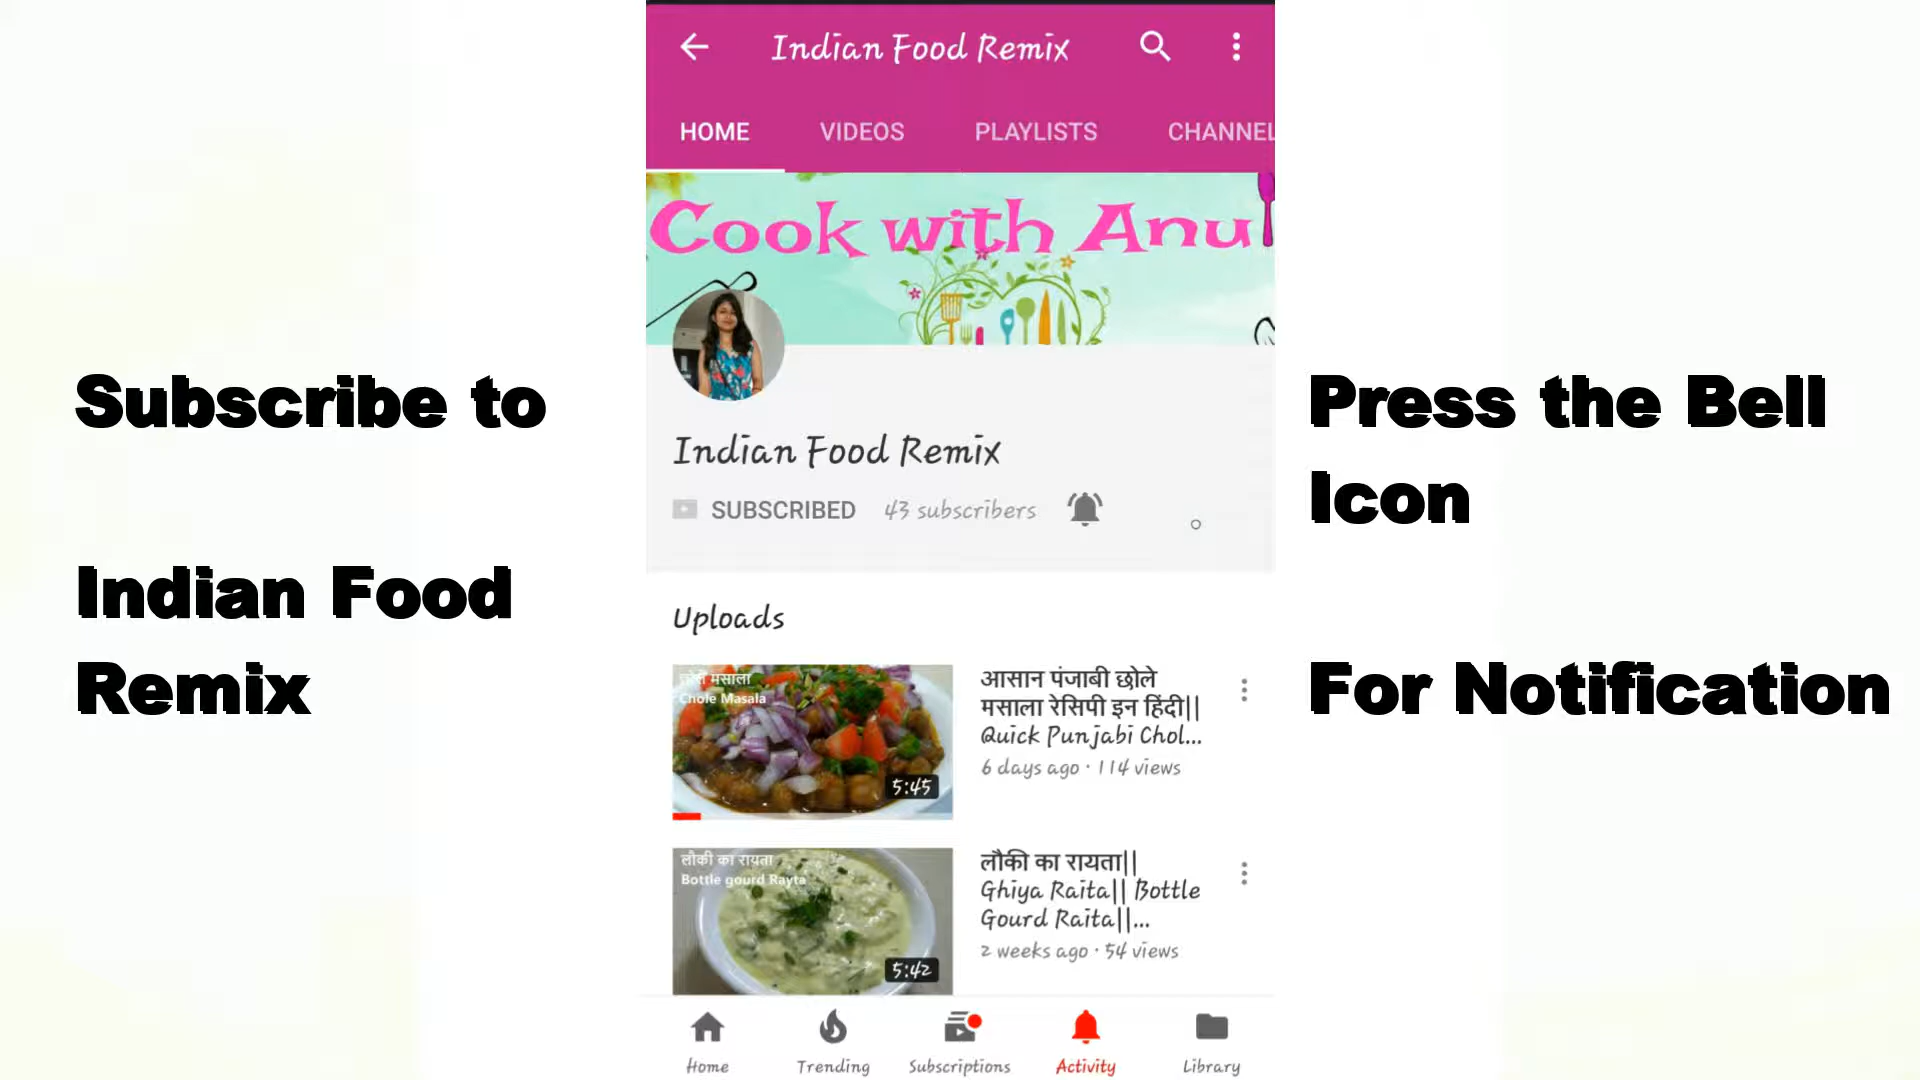 Indian Food Remix
HOME VIDEOS PLAYLISTS CHANNEL
Cook with Anu
Subscribe to
Indian Food
Remix
Indian Food Remix
SUBSCRIBED 43 subscribers
Uploads
छोले मसाला
Chole Masala
5:45
आसान पंजाबी छोले
मसाला रेसिपी इन हिंदी||
Quick Punjabi Chol...
6 days ago · 114 views
लौकी का रायता
Bottle gourd Rayta
5:42
लौकी का रायता||
Ghiya Raita|| Bottle
Gourd Raita||...
2 weeks ago · 54 views
Home Trending Subscriptions Activity Library
Press the Bell
Icon
For Notification